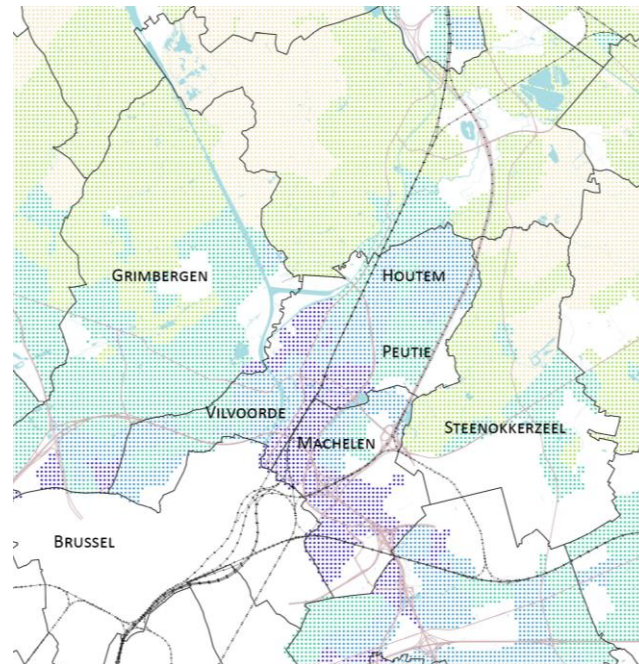 GRIMBERGEN
HOUTEM
PEUTIE
VILVOORDE
MACHELEN
STEENOKKERZEEL
BRUSSEL